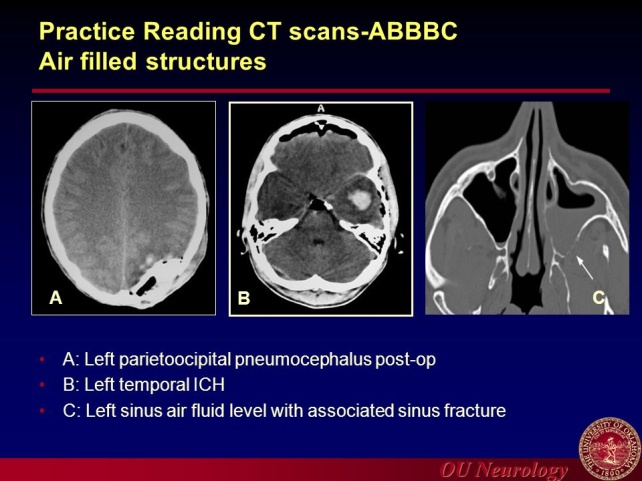 Practice Reading CT scans-ABBBC
Air filled structures
A
A
B
C
A: Left parietoocipital pneumocephalus post-op
B: Left temporal ICH
C: Left sinus air fluid level with associated sinus fracture
THE UNIVERSITY OF OKLAHOMA
1890
OU Neurology